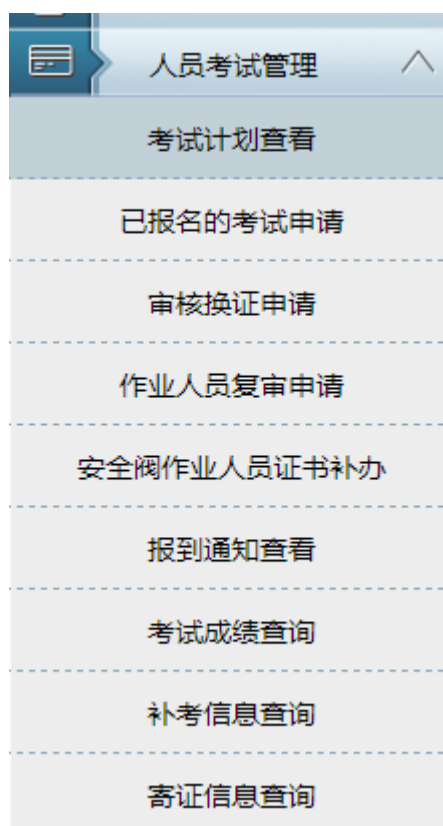 人员考试管理
考试计划查看
已报名的考试申请
审核换证申请
作业人员复审申请
安全阀作业人员证书补办
报到通知查看
考试成绩查询
补考信息查询
寄证信息查询